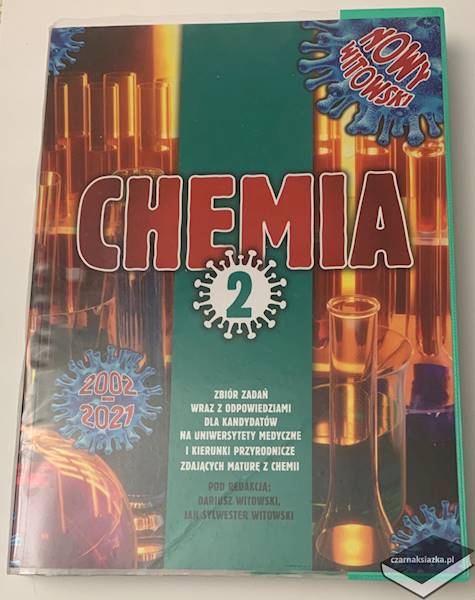 NOWY
WITOWSKI
CHEMIA
2
2002
–
2021
ZBIÓR ZADAŃ
WRAZ Z ODPOWIEDZIAMI
DLA KANDYDATÓW
NA UNIWERSYTETY MEDYCZNE
I KIERUNKI PRZYRODNICZE
ZDAJĄCYCH MATURĘ Z CHEMII
POD REDAKCJĄ:
DARIUSZ WITOWSKI,
JAN SYLWESTER WITOWSKI
czarnaksiazka.pl